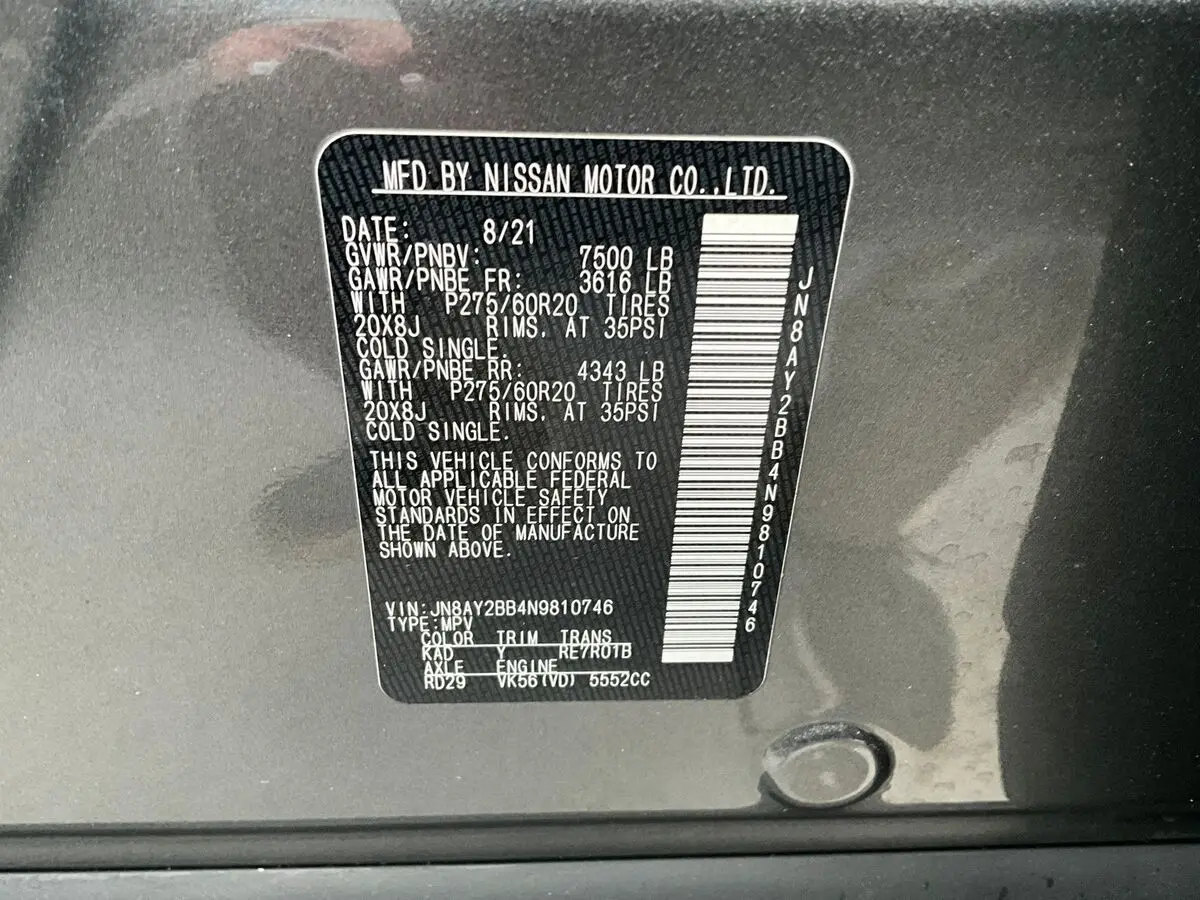 MFD BY NISSAN MOTOR CO.,LTD.
DATE: 8/21
GVWR/PNBV: 7500 LB
GAWR/PNBE FR: 3616 LB
WITH P275/60R20 TIRES
20X8J RIMS. AT 35PSI
COLD SINGLE.
GAWR/PNBE RR: 4343 LB
WITH P275/60R20 TIRES
20X8J RIMS. AT 35PSI
COLD SINGLE.
THIS VEHICLE CONFORMS TO
ALL APPLICABLE FEDERAL
MOTOR VEHICLE SAFETY
STANDARDS IN EFFECT ON
THE DATE OF MANUFACTURE
SHOWN ABOVE.
VIN:JN8AY2BB4N9810746
TYPE:MPV
COLOR TRIM TRANS
KAD Y RE7R01B
AXLE ENGINE
RD29 VK56(VD) 5552CC
JN8AY2BB4N9810746